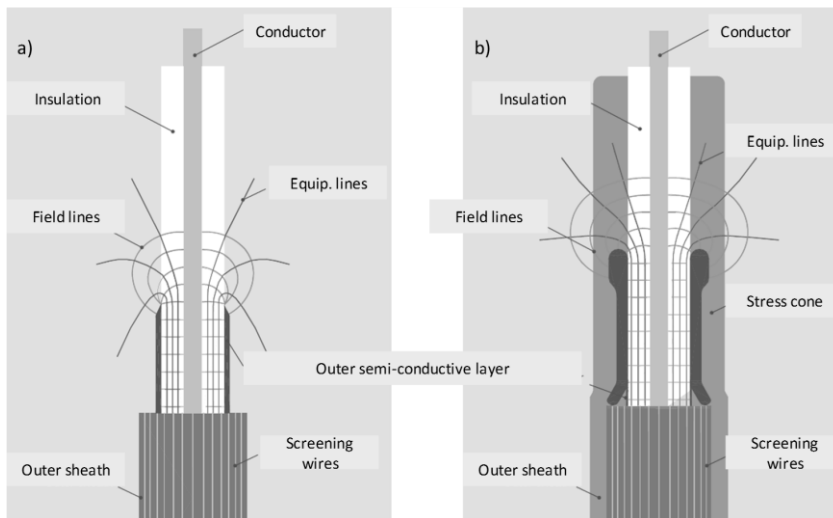 a)
Conductor
Insulation
Equip. lines
Field lines
Outer semi-conductive layer
Screening
wires
Outer sheath
b)
Conductor
Insulation
Equip. lines
Field lines
Stress cone
Screening
wires
Outer sheath